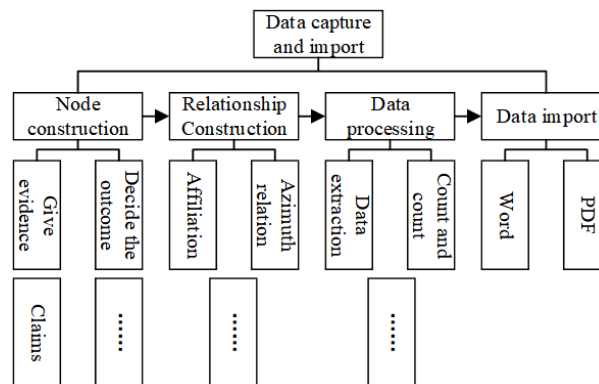 Data capture
and import
Node
construction
Relationship
Construction
Data
processing
Data import
Give
evidence
Decide the
outcome
Affiliation
Azimuth
relation
Data
extraction
Count and
count
Word
PDF
Claims
......
......
......